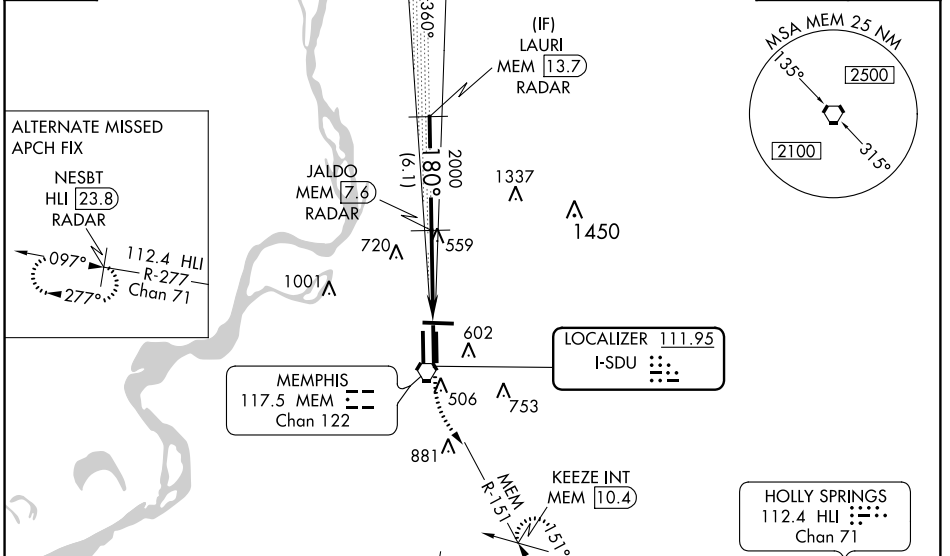 360°
(IF)
LAURI
MEM 13.7
RADAR
MSA MEM 25 NM
135°
2500
2100
315°
ALTERNATE MISSED
APCH FIX
NESBT
HLI 23.8
RADAR
097°
277°
112.4 HLI
R-277
Chan 71
JALDO
MEM 7.6
RADAR
2000
180°
(6.1)
1337
1450
720
559
1001
602
LOCALIZER 111.95
I-SDU
MEMPHIS
117.5 MEM
Chan 122
506
753
881
MEM
R-151
KEEZE INT
MEM 10.4
151°
HOLLY SPRINGS
112.4 HLI
Chan 71